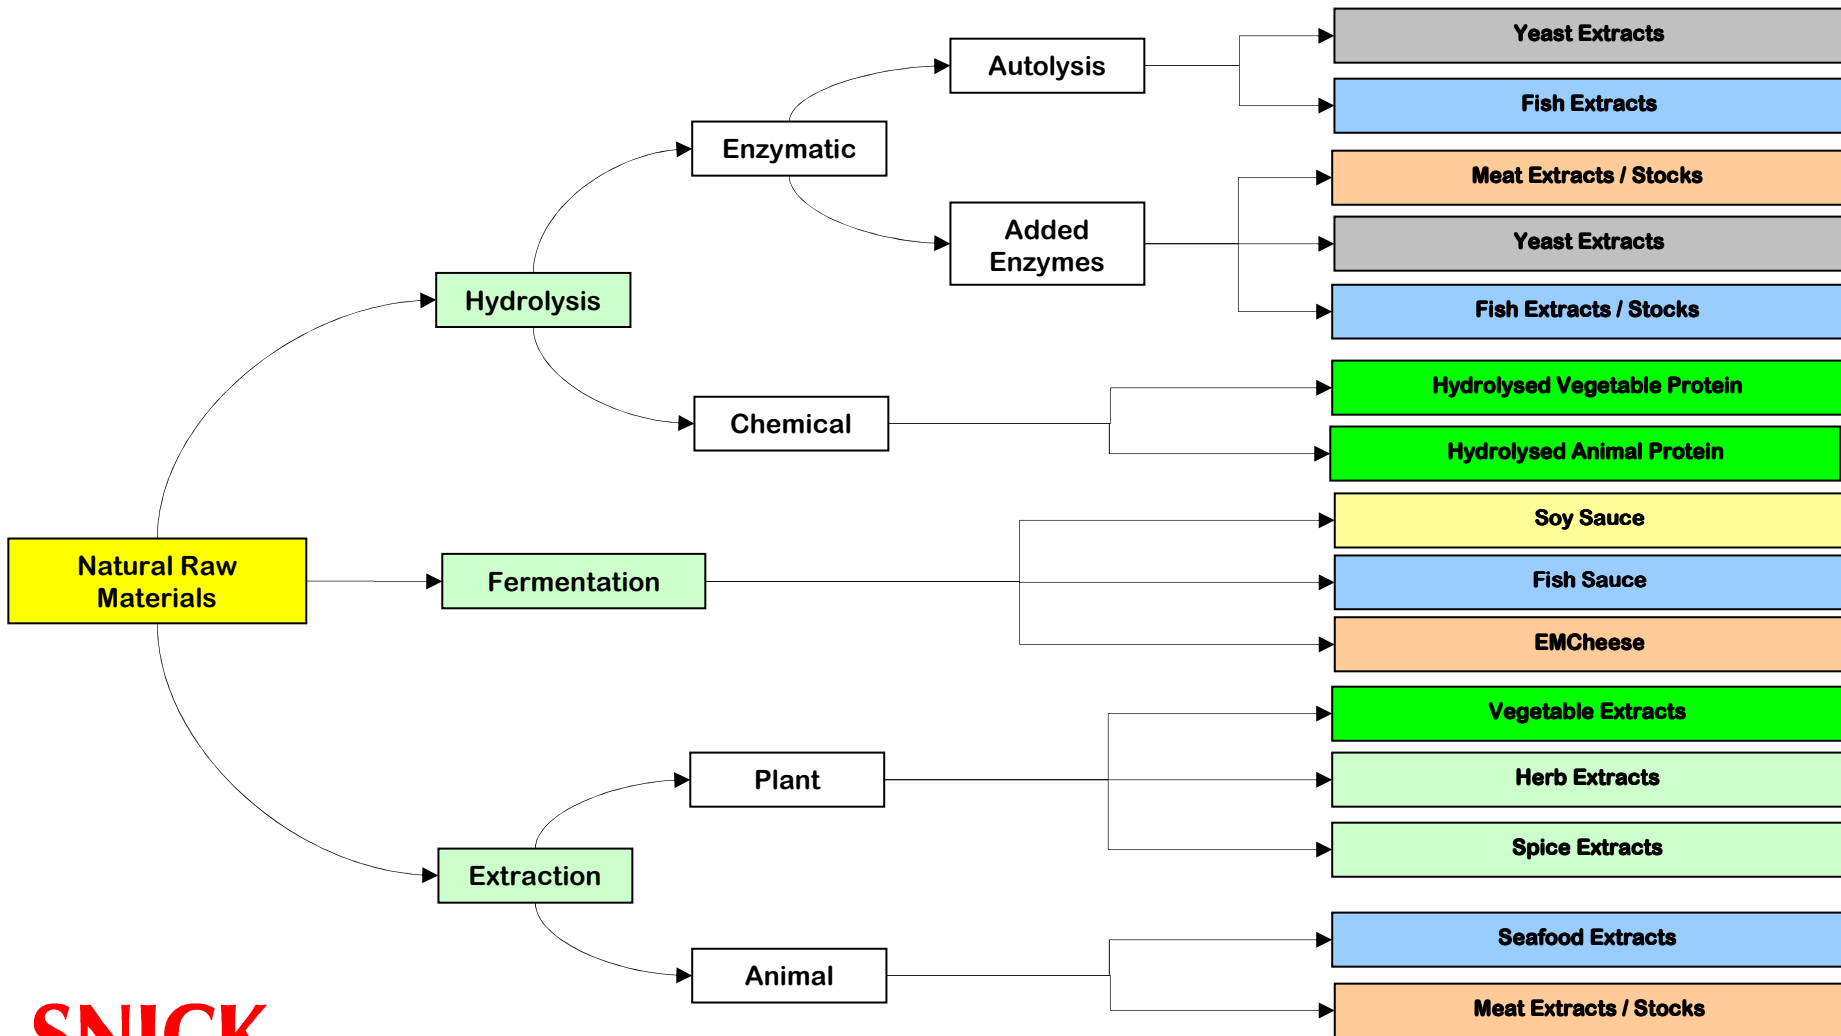 Yeast Extracts
Autolysis
Fish Extracts
Enzymatic
Meat Extracts / Stocks
Added
Enzymes
Yeast Extracts
Hydrolysis
Fish Extracts / Stocks
Chemical
Hydrolysed Vegetable Protein
Hydrolysed Animal Protein
Soy Sauce
Natural Raw
Materials
Fermentation
Fish Sauce
EMCheese
Vegetable Extracts
Plant
Herb Extracts
Spice Extracts
Extraction
Seafood Extracts
Animal
Meat Extracts / Stocks
SNICK